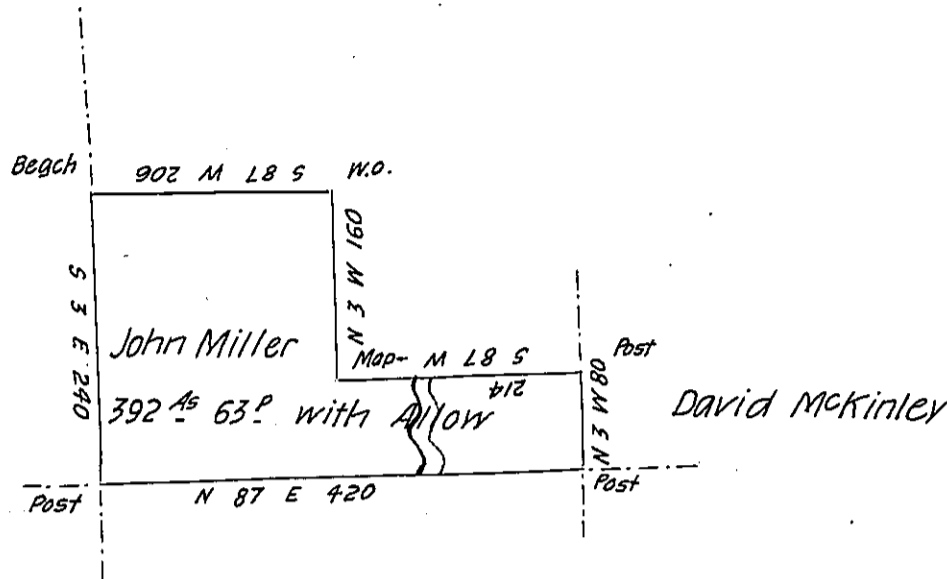 Begch
S 87 W 206
W.O.
N 3 W 160
S 3 E 240
John Miller
Map-
S 87 W
214
Post
N 3 W 80
392 As 63 P with Allow
David McKinley
Post
N 87 E 420
Post